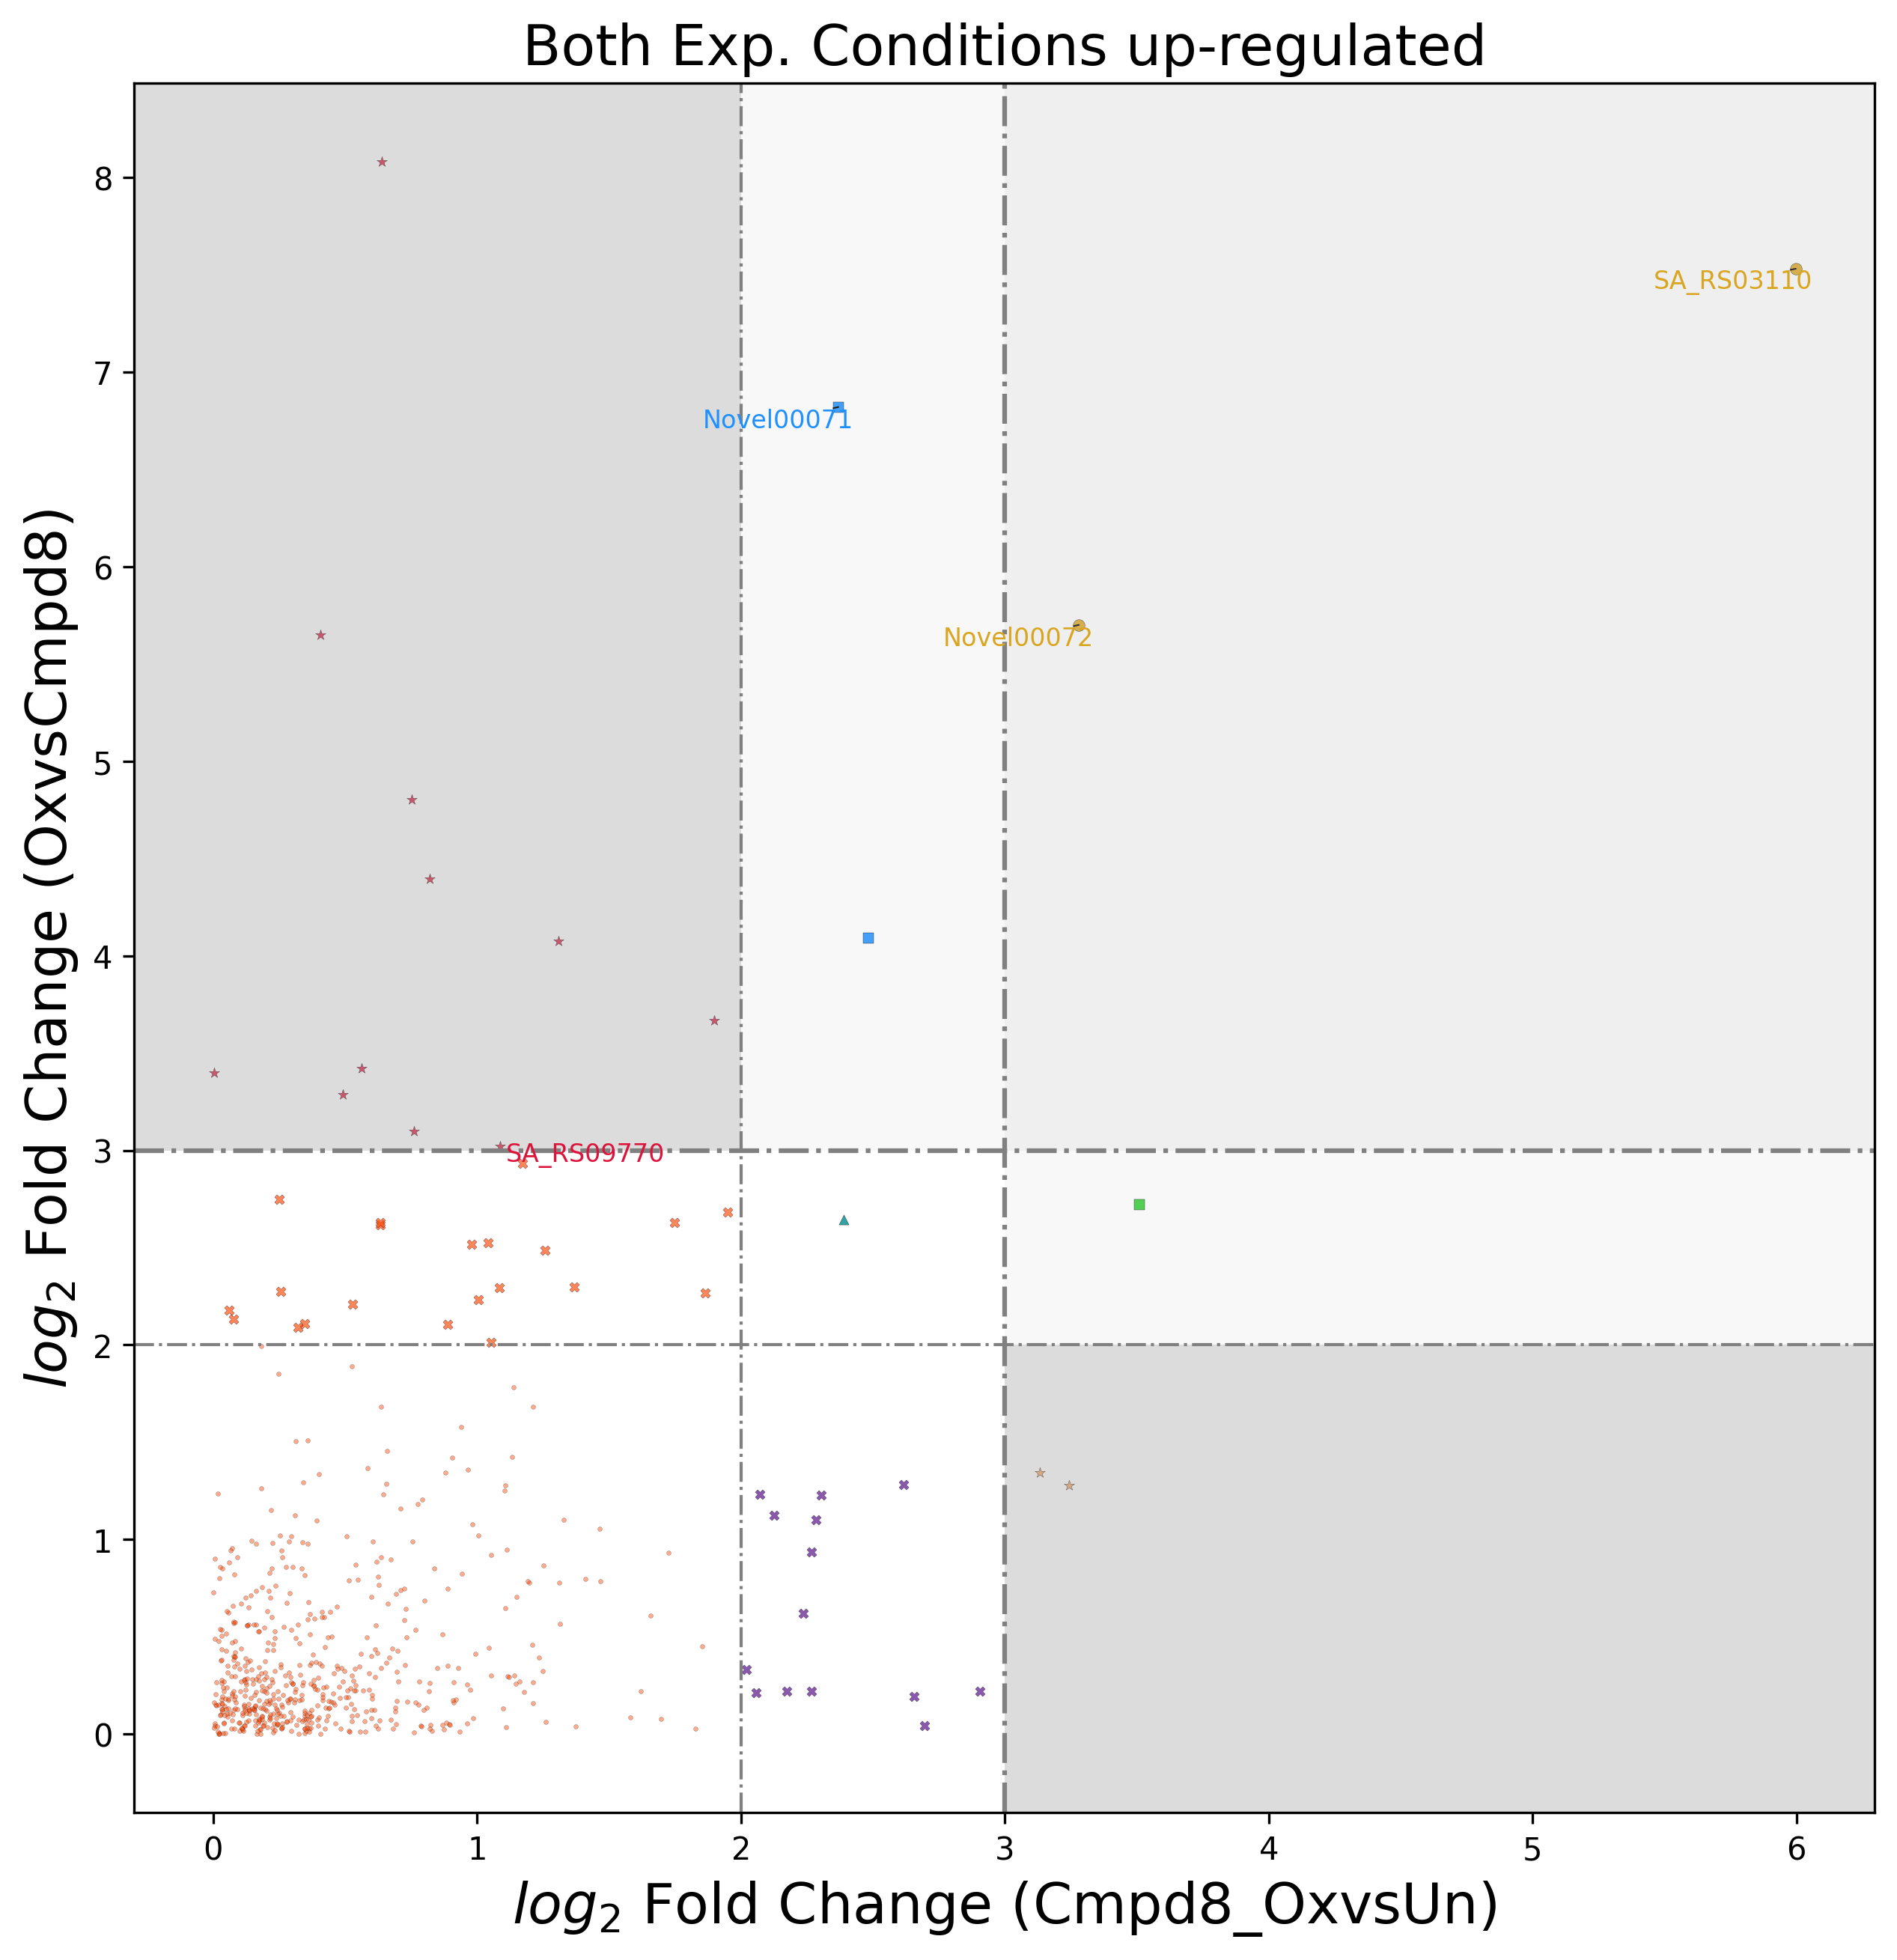 Both Exp. Conditions up-regulated
log2 Fold Change (OxvsCmpd8)
8
7
6
5
4
3
2
1
0
SA_RS03110
Novel00071
Novel00072
SA_RS09770
0 1 2 3 4 5 6
log2 Fold Change (Cmpd8_OxvsUn)